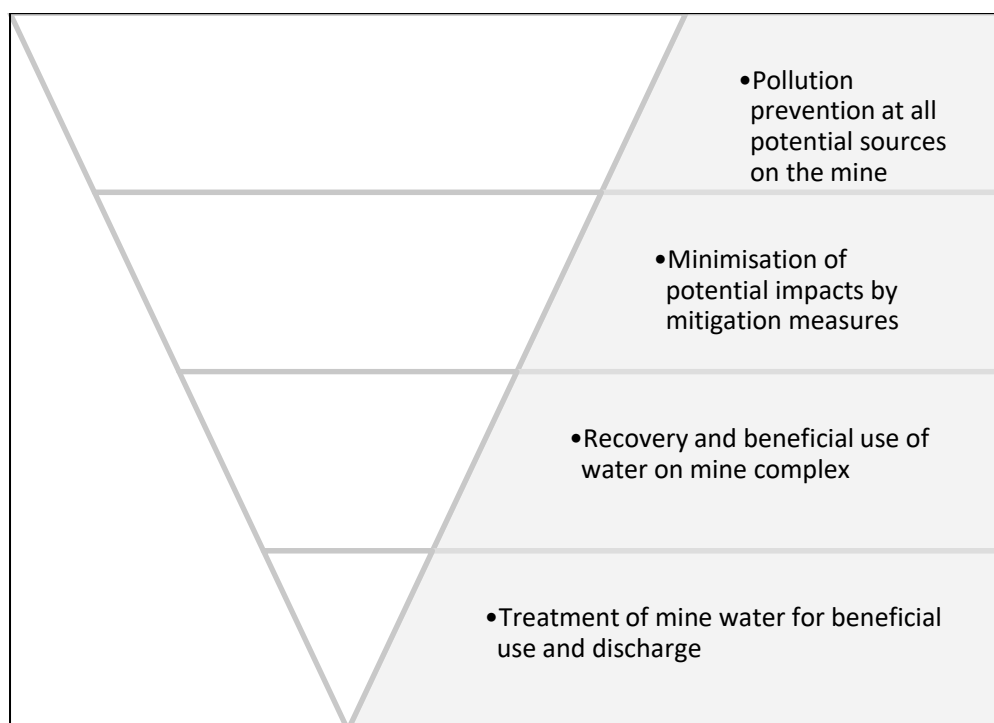 •Pollution
prevention at all
potential sources
on the mine
•Minimisation of
potential impacts by
mitigation measures
•Recovery and beneficial use of
water on mine complex
•Treatment of mine water for beneficial
use and discharge